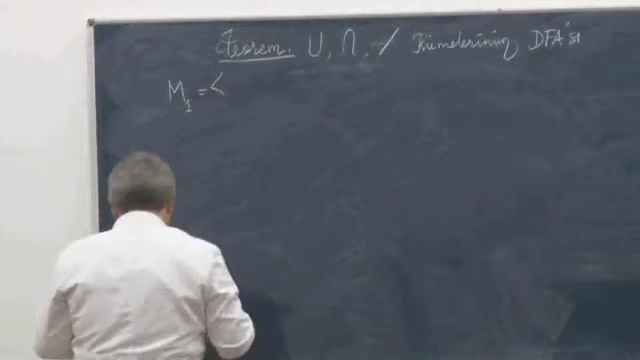 Teorem. ∪, ∩, / Kümelerinin DFA'sı
M₁ = <